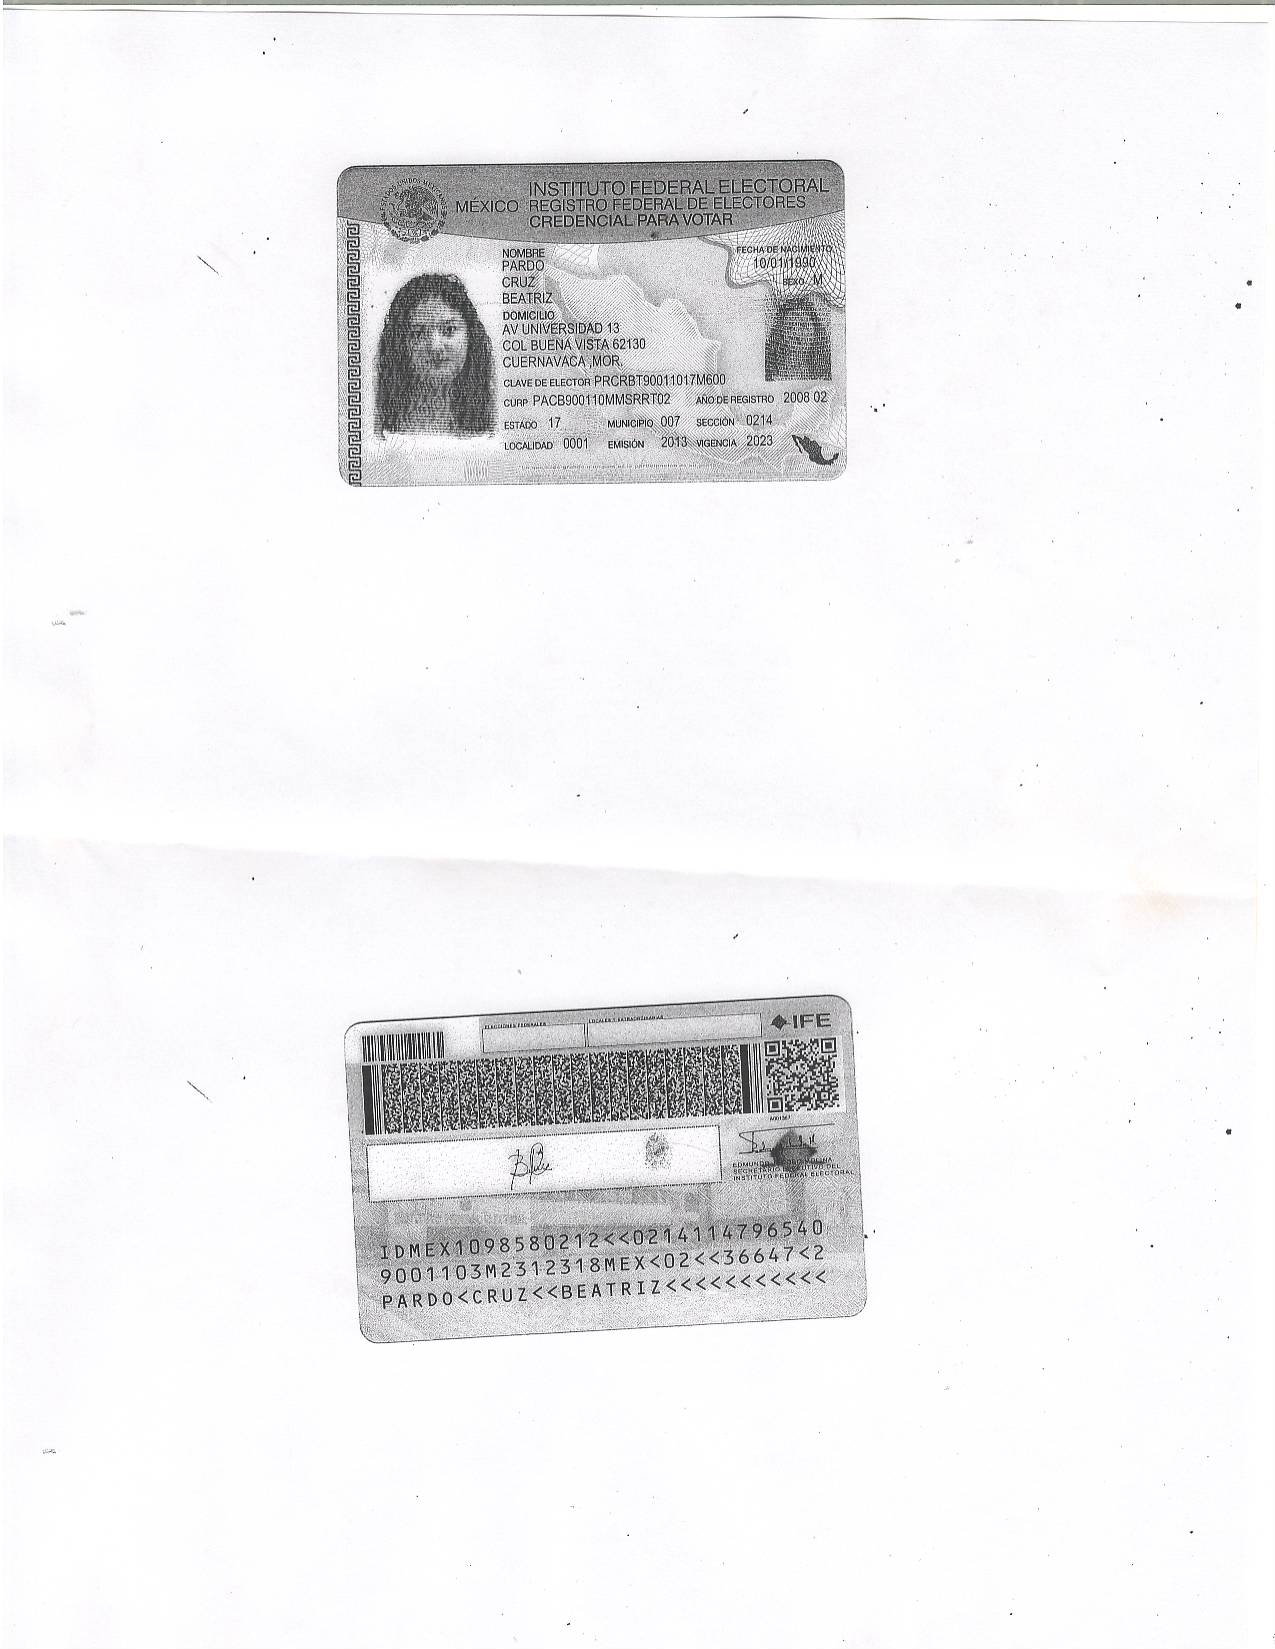 INSTITUTO FEDERAL ELECTORAL
MÉXICO REGISTRO FEDERAL DE ELECTORES
CREDENCIAL PARA VOTAR
NOMBRE
PARDO
CRUZ
BEATRIZ
FECHA DE NACIMIENTO
10/01/1990
SEXO M
DOMICILIO
AV UNIVERSIDAD 13
COL BUENA VISTA 62130
CUERNAVACA ,MOR.
CLAVE DE ELECTOR PRCRBT90011017M600
CURP PACB900110MMSRRT02 AÑO DE REGISTRO 2008 02
ESTADO 17 MUNICIPIO 007 SECCIÓN 0214
LOCALIDAD 0001 EMISIÓN 2013 VIGENCIA 2023
ELECCIONES FEDERALES LOCALES Y EXTRAORDINARIAS
IFE
EDMUNDO
SECRETARIO EJECUTIVO DEL
INSTITUTO FEDERAL ELECTORAL
IDMEX1098580212<<0214114796540
9001103M2312318MEX<02<<36647<2
PARDO<CRUZ<<BEATRIZ<<<<<<<<<<<